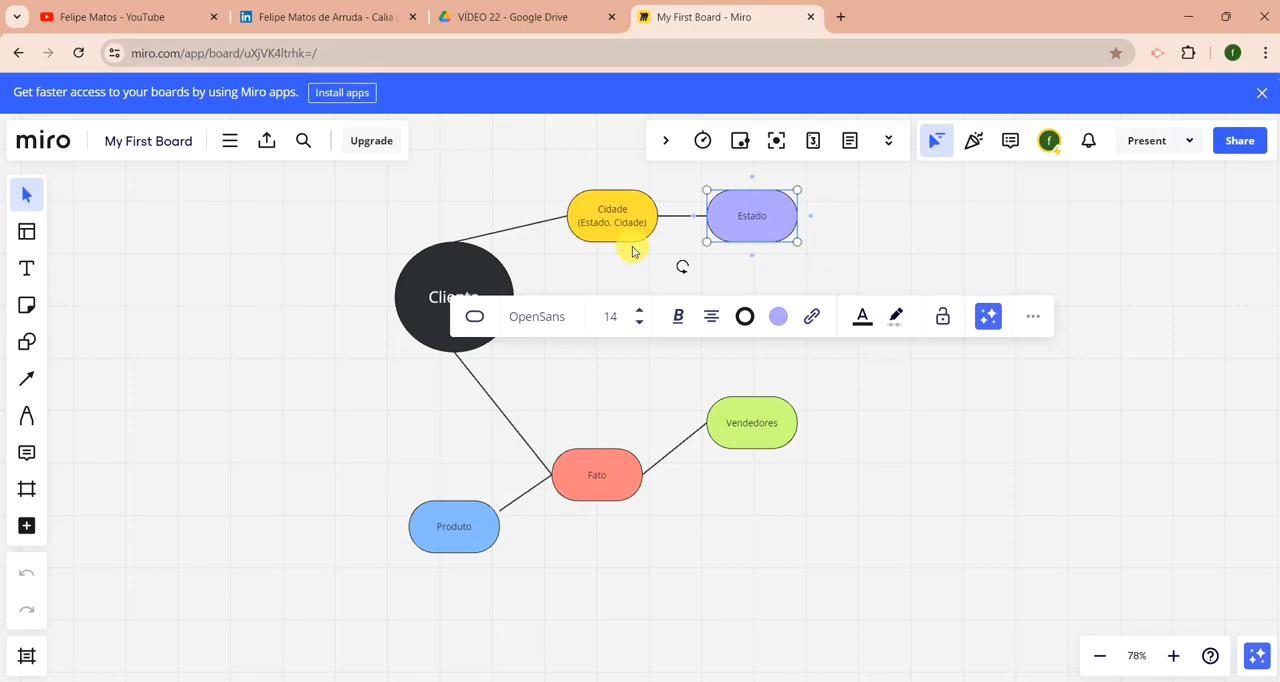 Felipe Matos - YouTube
Felipe Matos de Arruda - Calia
VÍDEO 22 - Google Drive
My First Board - Miro
miro.com/app/board/uXjVK4ltrhk=/
f
Get faster access to your boards by using Miro apps.
Install apps
miro
My First Board
Upgrade
3
f
Present
Share
Cidade
(Estado, Cidade)
Estado
OpenSans
14
B
A
Vendedores
Fato
Produto
78%